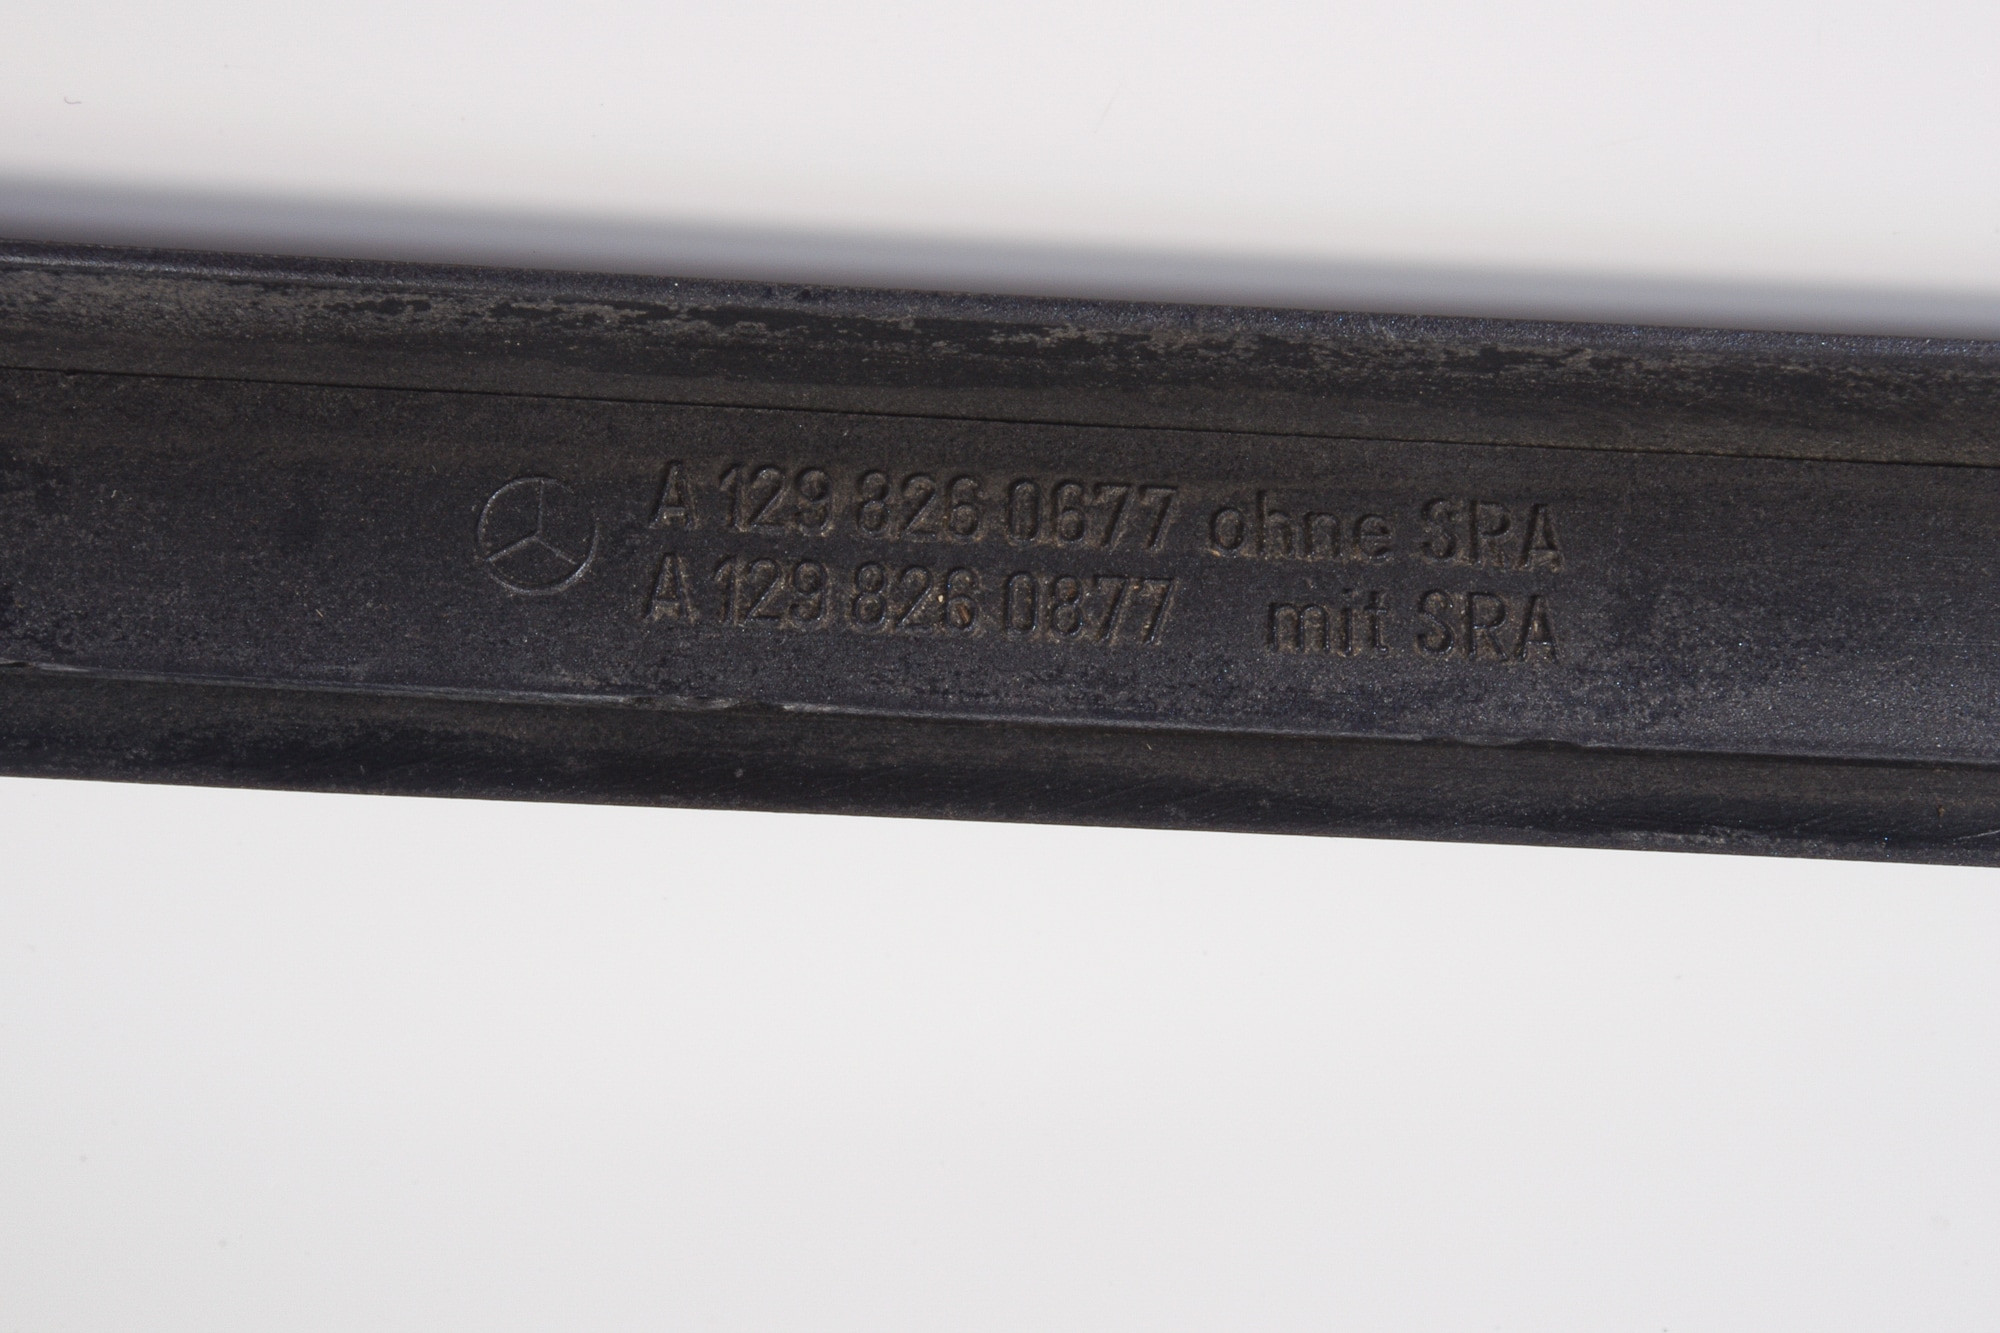 A 129 826 0677 ohne SRA
A 129 826 0877 mit SRA